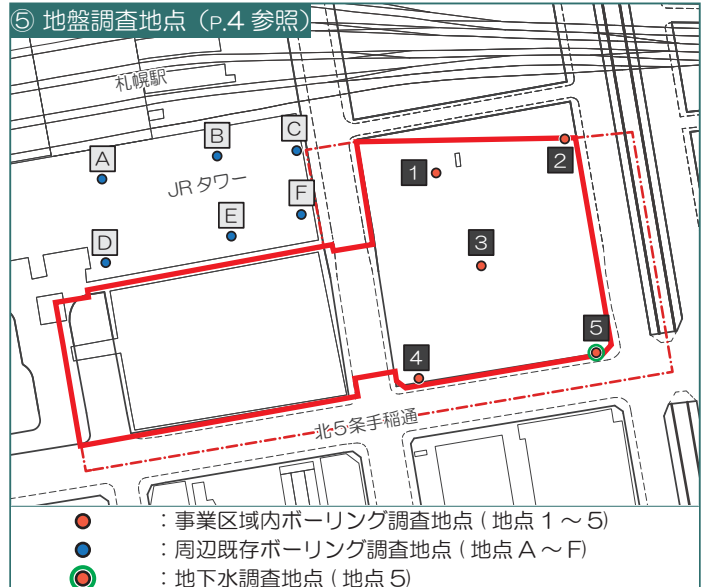 ⑤ 地盤調査地点（P.4 参照）
札幌駅
A
B
C
JR タワー
D
E
F
1
2
3
4
5
北5条手稲通
：事業区域内ボーリング調査地点 ( 地点 1 ～ 5)
：周辺既存ボーリング調査地点 ( 地点 A ～ F)
：地下水調査地点 ( 地点 5)